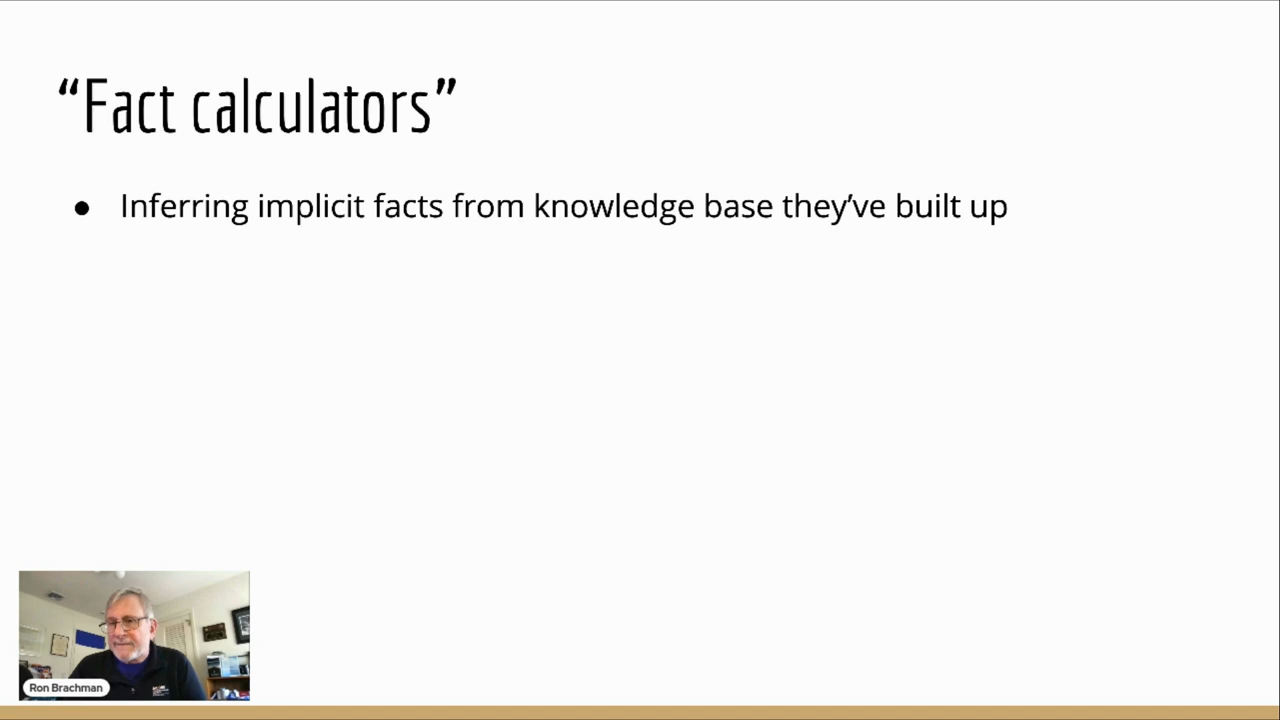 “Fact calculators”
● Inferring implicit facts from knowledge base they’ve built up
Ron Brachman